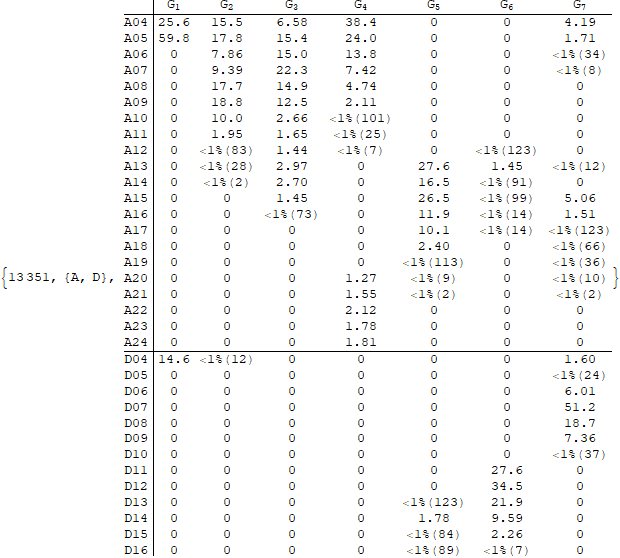 G1 G2 G3 G4 G5 G6 G7
A04 25.6 15.5 6.58 38.4 0 0 4.19
A05 59.8 17.8 15.4 24.0 0 0 1.71
A06 0 7.86 15.0 13.8 0 0 <1%(34)
A07 0 9.39 22.3 7.42 0 0 <1%(8)
A08 0 17.7 14.9 4.74 0 0 0
A09 0 18.8 12.5 2.11 0 0 0
A10 0 10.0 2.66 <1%(101) 0 0 0
A11 0 1.95 1.65 <1%(25) 0 0 0
A12 0 <1%(83) 1.44 <1%(7) 0 <1%(123) 0
A13 0 <1%(28) 2.97 0 27.6 1.45 <1%(12)
A14 0 <1%(2) 2.70 0 16.5 <1%(91) 0
A15 0 0 1.45 0 26.5 <1%(99) 5.06
A16 0 0 <1%(73) 0 11.9 <1%(14) 1.51
A17 0 0 0 0 10.1 <1%(14) <1%(123)
A18 0 0 0 0 2.40 0 <1%(66)
A19 0 0 0 0 <1%(113) 0 <1%(36)
{13351, {A, D}, A20 0 0 0 1.27 <1%(9) 0 <1%(10) }
A21 0 0 0 1.55 <1%(2) 0 <1%(2)
A22 0 0 0 2.12 0 0 0
A23 0 0 0 1.78 0 0 0
A24 0 0 0 1.81 0 0 0
D04 14.6 <1%(12) 0 0 0 0 1.60
D05 0 0 0 0 0 0 <1%(24)
D06 0 0 0 0 0 0 6.01
D07 0 0 0 0 0 0 51.2
D08 0 0 0 0 0 0 18.7
D09 0 0 0 0 0 0 7.36
D10 0 0 0 0 0 0 <1%(37)
D11 0 0 0 0 0 27.6 0
D12 0 0 0 0 0 34.5 0
D13 0 0 0 0 <1%(123) 21.9 0
D14 0 0 0 0 1.78 9.59 0
D15 0 0 0 0 <1%(84) 2.26 0
D16 0 0 0 0 <1%(89) <1%(7) 0